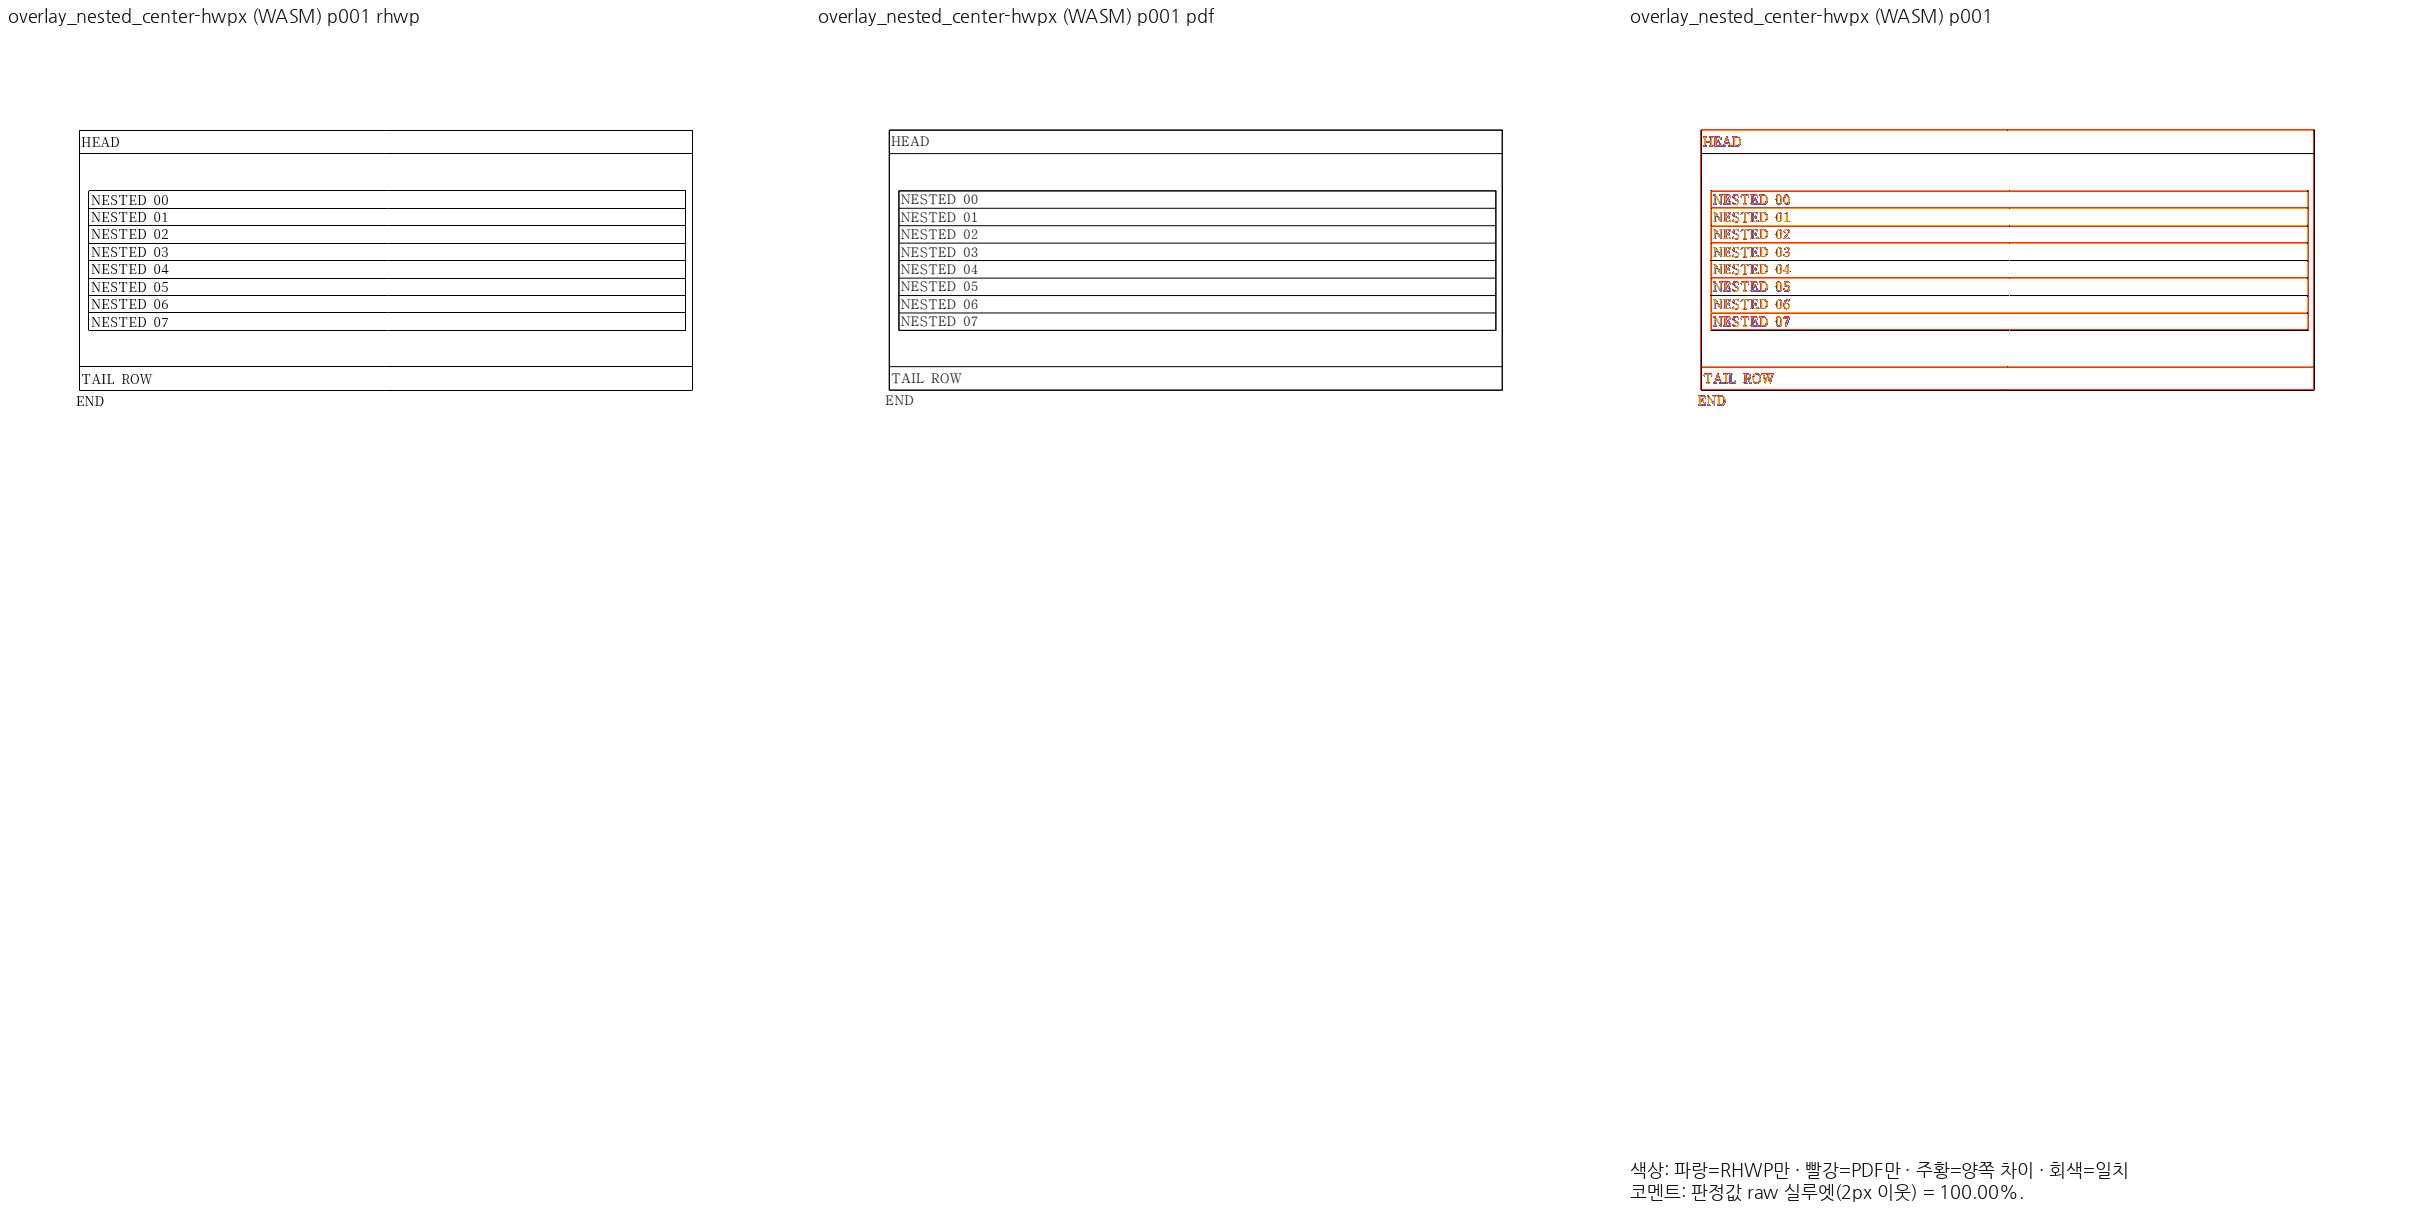 overlay_nested_center-hwpx (WASM) p001 rhwp
HEAD
NESTED 00
NESTED 01
NESTED 02
NESTED 03
NESTED 04
NESTED 05
NESTED 06
NESTED 07
TAIL ROW
END
overlay_nested_center-hwpx (WASM) p001 pdf
HEAD
NESTED 00
NESTED 01
NESTED 02
NESTED 03
NESTED 04
NESTED 05
NESTED 06
NESTED 07
TAIL ROW
END
overlay_nested_center-hwpx (WASM) p001
HEAD
NESTED 00
NESTED 01
NESTED 02
NESTED 03
NESTED 04
NESTED 05
NESTED 06
NESTED 07
TAIL ROW
END
색상: 파랑=RHWP만 · 빨강=PDF만 · 주황=양쪽 차이 · 회색=일치
코멘트: 판정값 raw 실루엣(2px 이웃) = 100.00%.